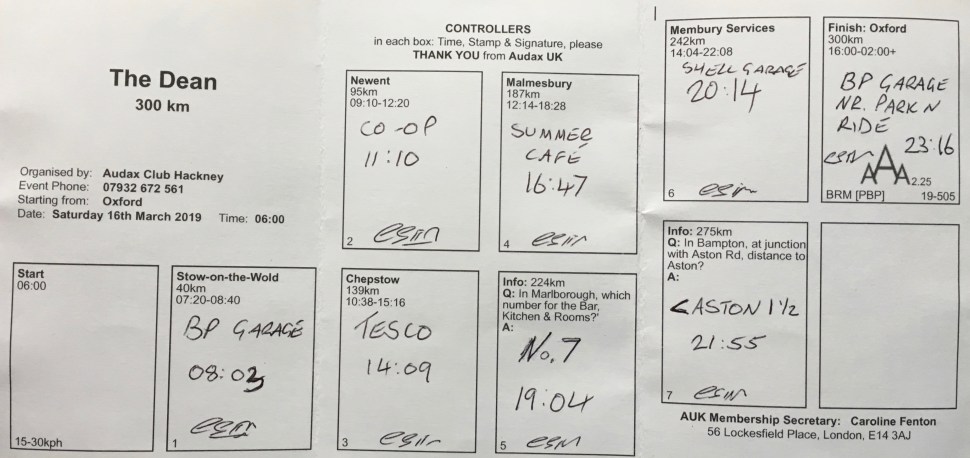 The Dean
300 km
Organised by: Audax Club Hackney
Event Phone: 07932 672 561
Starting from: Oxford
Date: Saturday 16th March 2019 Time: 06:00
Start
06:00
15-30kph
Stow-on-the-Wold
40km
07:20-08:40
BP GARAGE
08:03
1
CONTROLLERS
in each box: Time, Stamp & Signature, please
THANK YOU from Audax UK
Newent
95km
09:10-12:20
CO-OP
11:10
2
Chepstow
139km
10:38-15:16
TESCO
14:09
3
Malmesbury
187km
12:14-18:28
SUMMER
CAFÉ
16:47
4
Info: 224km
Q: In Marlborough, which
number for the Bar,
Kitchen & Rooms?'
A:
No. 7
19:04
5
Membury Services
242km
14:04-22:08
SHELL GARAGE
20:14
6
Info: 275km
Q: In Bampton, at junction
with Aston Rd, distance to
Aston?
A:
<ASTON 1½
21:55
7
Finish: Oxford
300km
16:00-02:00+
BP GARAGE
NR. PARK N
RIDE
23:16
AAA 2.25
BRM [PBP] 19-505
AUK Membership Secretary: Caroline Fenton
56 Lockesfield Place, London, E14 3AJ